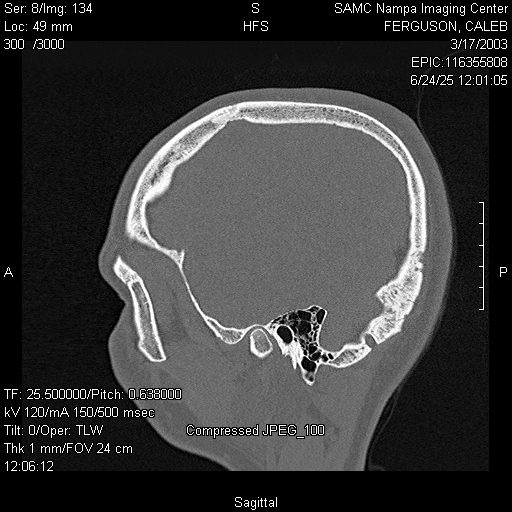 Ser: 8/Img: 134
Loc: 49 mm
300 /3000
S
HFS
SAMC Nampa Imaging Center
FERGUSON, CALEB
3/17/2003
EPIC:116355808
6/24/25 12:01:05
A
P
TF: 25.500000/Pitch: 0.638000
kV 120/mA 150/500 msec
Tilt: 0/Oper: TLW
Thk 1 mm/FOV 24 cm
12:06:12
Compressed JPEG_100
Sagittal